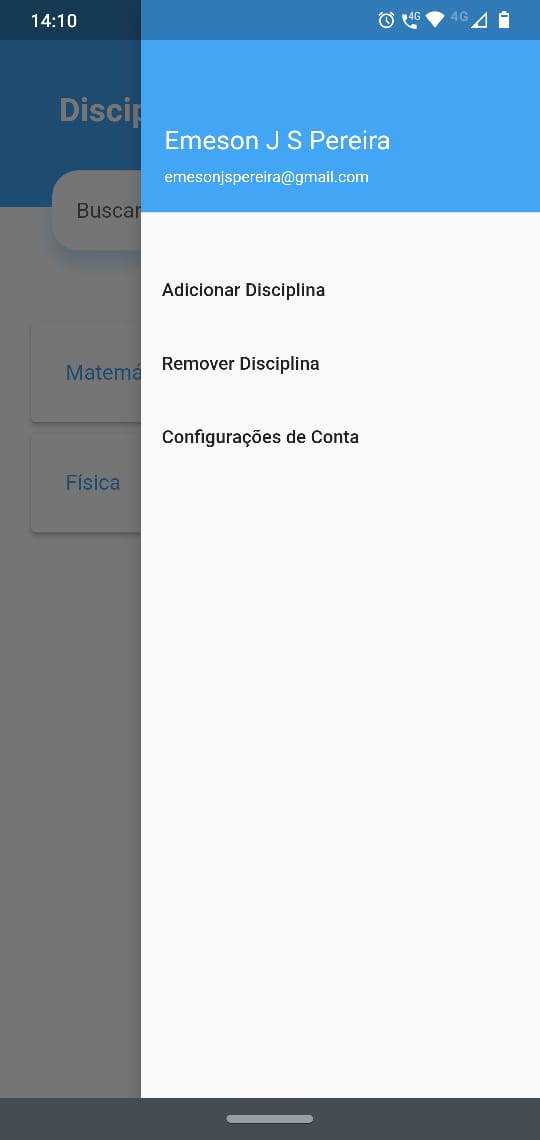 14:10
4G
4G
Discip
Emeson J S Pereira
emesonjspereira@gmail.com
Buscar
Adicionar Disciplina
Remover Disciplina
Matemá
Configurações de Conta
Física